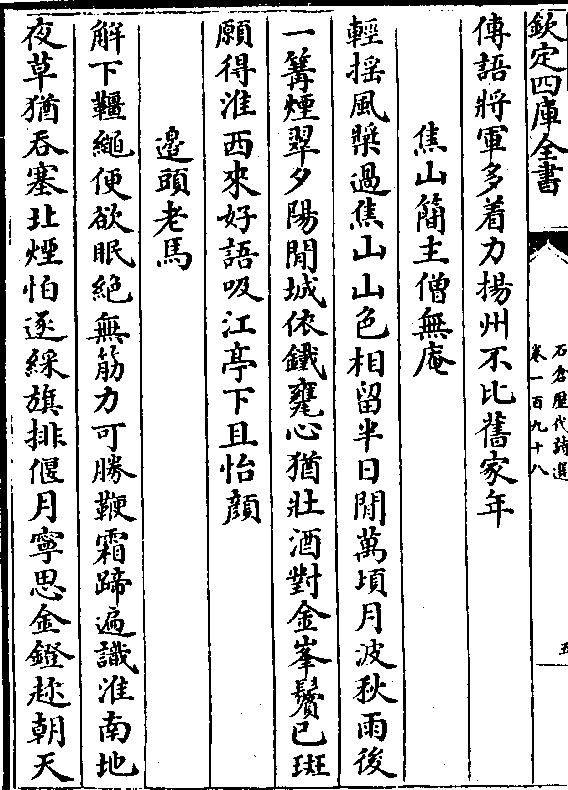 欽定四庫全書
石倉歷代詩選
卷一百九十八
五
傳語將軍多着力揚州不比舊家年
焦山簡主僧無庵
輕揺風槳過焦山山色相留半日閒萬頃月波秋雨後
一篝煙翠夕陽閒城依鐵甕心猶壯酒對金峯鬢已斑
願得淮西來好語吸江亭下且怡顔
邊頭老馬
解下韁繩便欲眠絶無筋力可勝鞭霜蹄遍識淮南地
夜草猶吞塞北煙怕逐綵旗排偃月寧思金鐙趂朝天